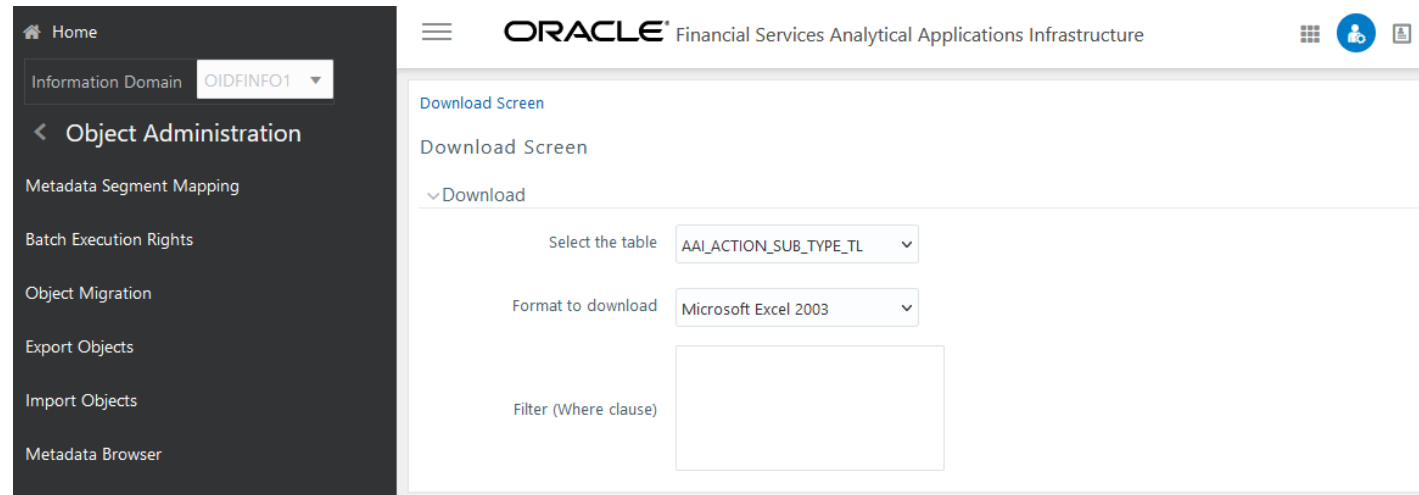 Home
Information Domain OIDFINFO1
Object Administration
Metadata Segment Mapping
Batch Execution Rights
Object Migration
Export Objects
Import Objects
Metadata Browser
ORACLE® Financial Services Analytical Applications Infrastructure
Download Screen
Download Screen
Download
Select the table AAI_ACTION_SUB_TYPE_TL
Format to download Microsoft Excel 2003
Filter (Where clause)